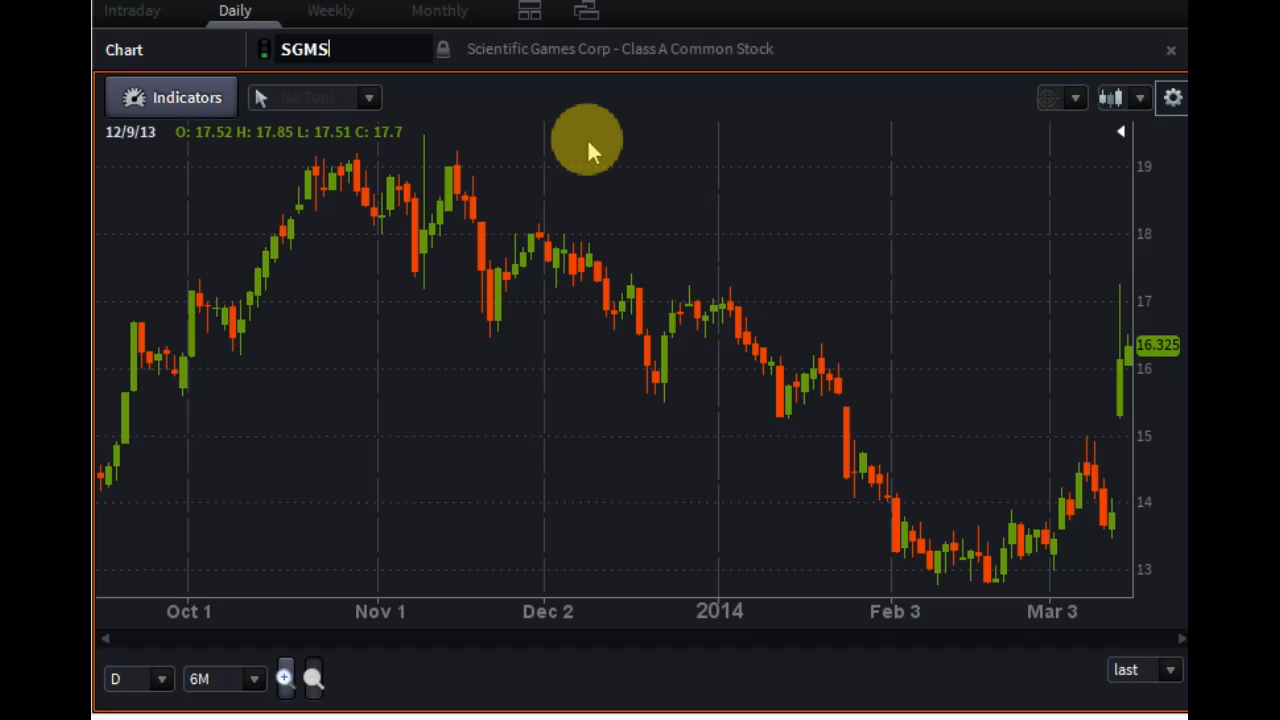 Intraday Daily Weekly Monthly
Chart SGMS Scientific Games Corp - Class A Common Stock
Indicators No Tool
12/9/13 O: 17.52 H: 17.85 L: 17.51 C: 17.7
19
18
17
16.325
16
15
14
13
Oct 1 Nov 1 Dec 2 2014 Feb 3 Mar 3
D 6M last